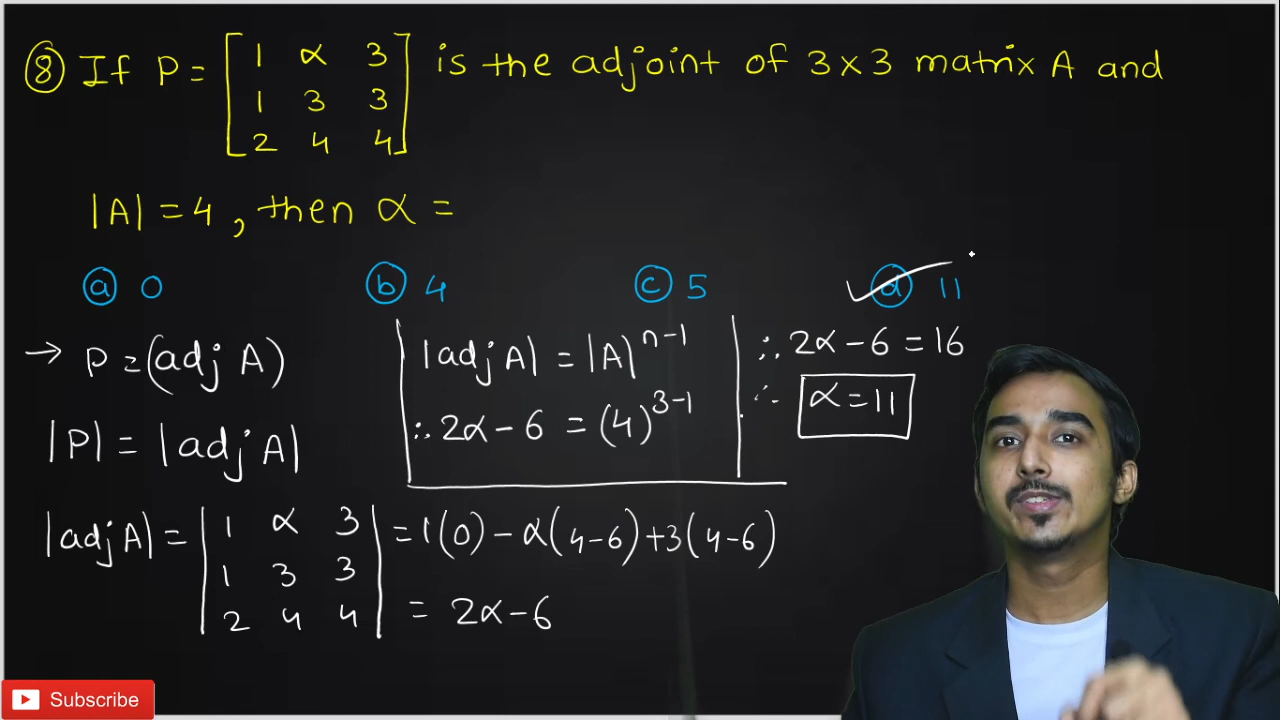 ⑧ If P = [ 1 α 3 ] is the adjoint of 3×3 matrix A and
1 3 3
2 4 4
|A| = 4, then α =
ⓐ 0 ⓑ 4 ⓒ 5 ⓓ 11
→ P = (adj A)
|P| = |adj A|
|adj A| = | 1 α 3 | = 1(0) - α(4-6) + 3(4-6)
1 3 3
2 4 4
= 2α - 6
|adj A| = |A|^{n-1}
∴ 2α - 6 = (4)^{3-1}
∴ 2α - 6 = 16
∴ α = 11
Subscribe